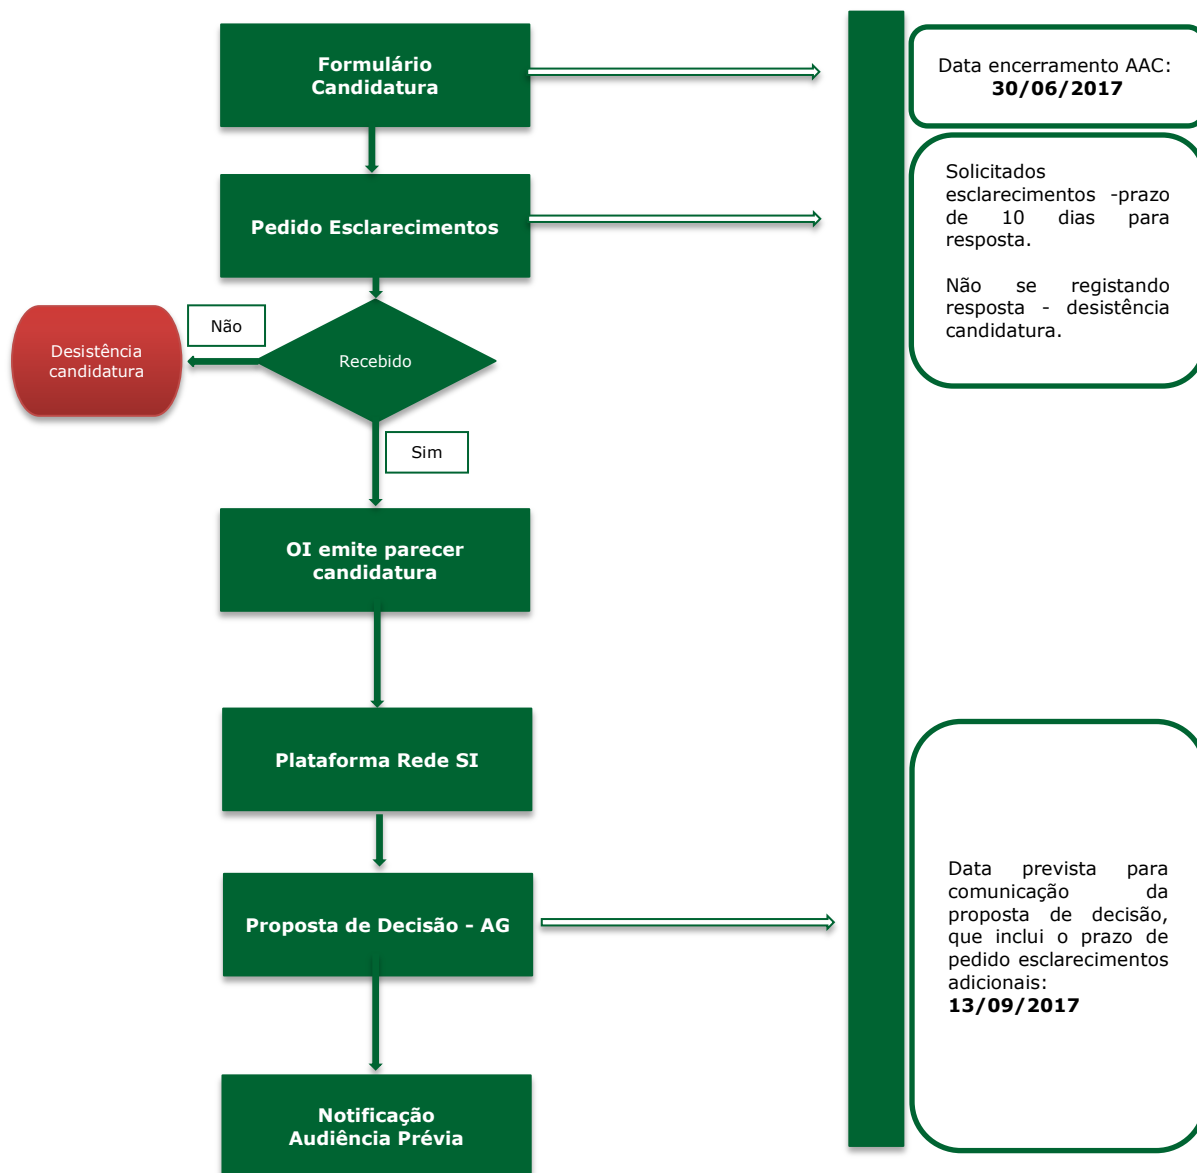 Formulário
Candidatura
Data encerramento AAC:
30/06/2017
Pedido Esclarecimentos
Solicitados
esclarecimentos -prazo
de 10 dias para
resposta.
Não se registando
resposta - desistência
candidatura.
Não
Desistência
candidatura
Recebido
Sim
OI emite parecer
candidatura
Plataforma Rede SI
Proposta de Decisão - AG
Data prevista para
comunicação da
proposta de decisão,
que inclui o prazo de
pedido esclarecimentos
adicionais:
13/09/2017
Notificação
Audiência Prévia